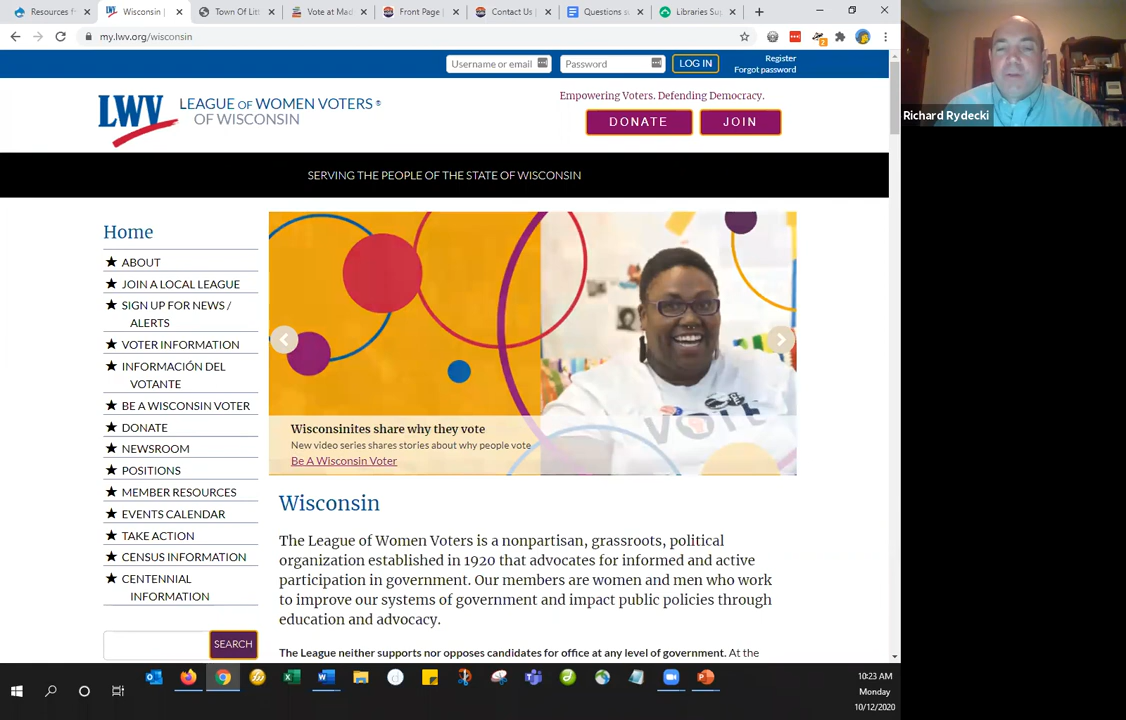 Resources f
Wisconsin |
Town Of Litt
Vote at Mad
Front Page |
Contact Us |
Questions su
Libraries Sup
my.lwv.org/wisconsin
Username or email
Password
LOG IN
Register
Forgot password
LWV
LEAGUE OF WOMEN VOTERS ®
OF WISCONSIN
Empowering Voters. Defending Democracy.
DONATE
JOIN
SERVING THE PEOPLE OF THE STATE OF WISCONSIN
Richard Rydecki
Home
★ ABOUT
★ JOIN A LOCAL LEAGUE
★ SIGN UP FOR NEWS /
ALERTS
★ VOTER INFORMATION
★ INFORMACIÓN DEL
VOTANTE
★ BE A WISCONSIN VOTER
★ DONATE
★ NEWSROOM
★ POSITIONS
★ MEMBER RESOURCES
★ EVENTS CALENDAR
★ TAKE ACTION
★ CENSUS INFORMATION
★ CENTENNIAL
INFORMATION
SEARCH
Wisconsinites share why they vote
New video series shares stories about why people vote
Be A Wisconsin Voter
Wisconsin
The League of Women Voters is a nonpartisan, grassroots, political
organization established in 1920 that advocates for informed and active
participation in government. Our members are women and men who work
to improve our systems of government and impact public policies through
education and advocacy.
The League neither supports nor opposes candidates for office at any level of government. At the
10:23 AM
Monday
10/12/2020